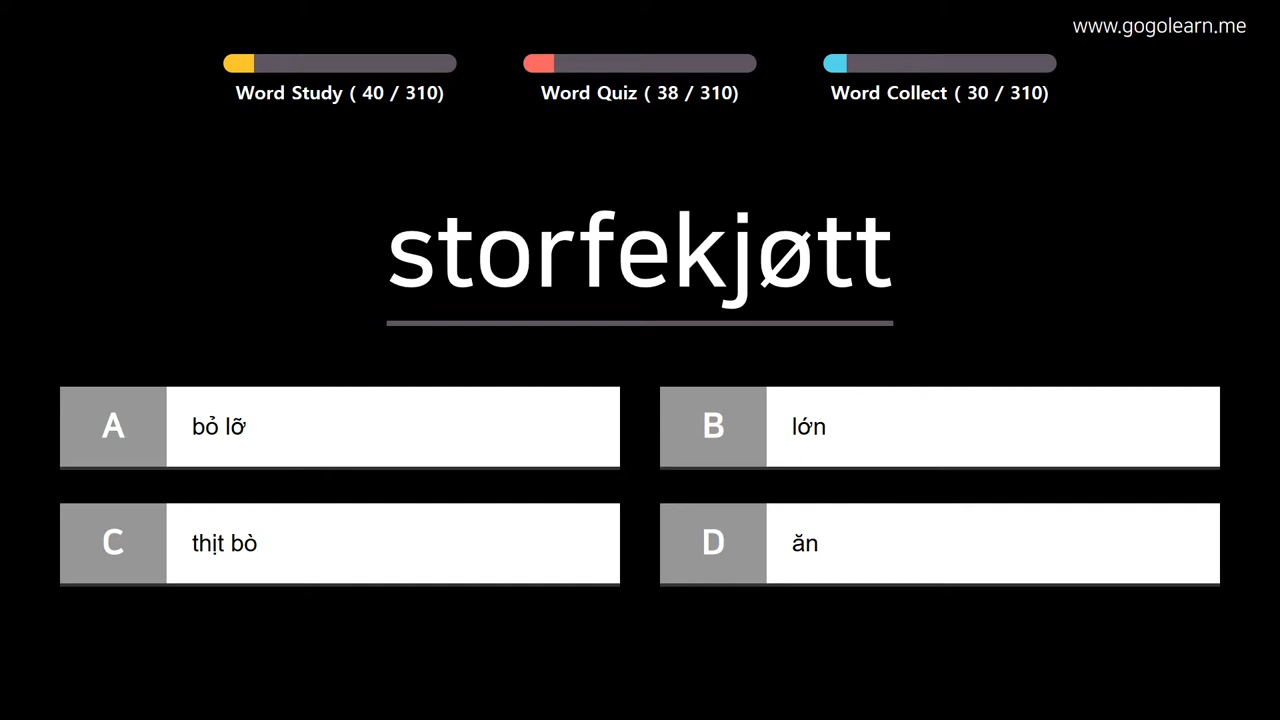 www.gogolearn.me
Word Study ( 40 / 310)
Word Quiz ( 38 / 310)
Word Collect ( 30 / 310)
storfekjøtt
A bỏ lỡ
B lớn
C thịt bò
D ăn